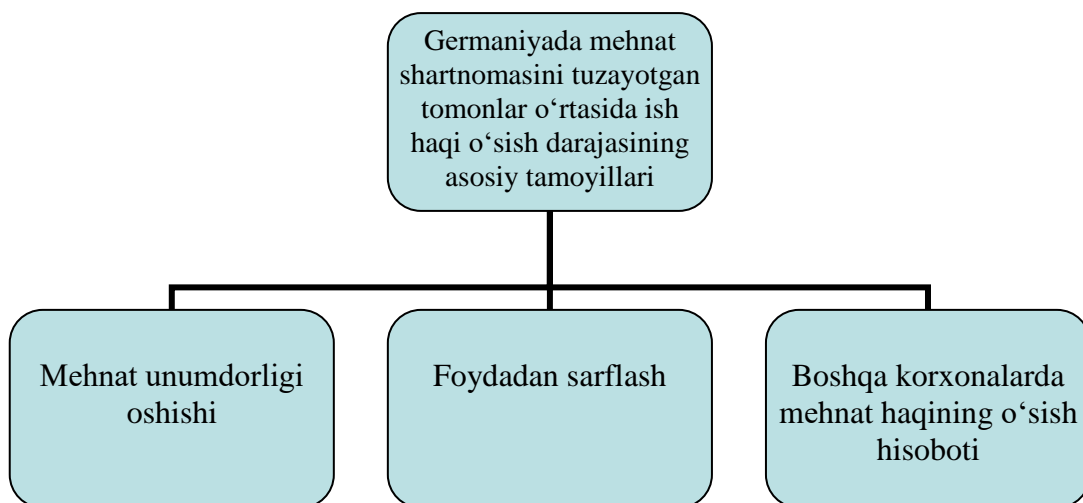 Germaniyada mehnat
shartnomasini tuzayotgan
tomonlar o‘rtasida ish
haqi o‘sish darajasining
asosiy tamoyillari
Mehnat unumdorligi
oshishi
Foydadan sarflash
Boshqa korxonalarda
mehnat haqining o‘sish
hisoboti